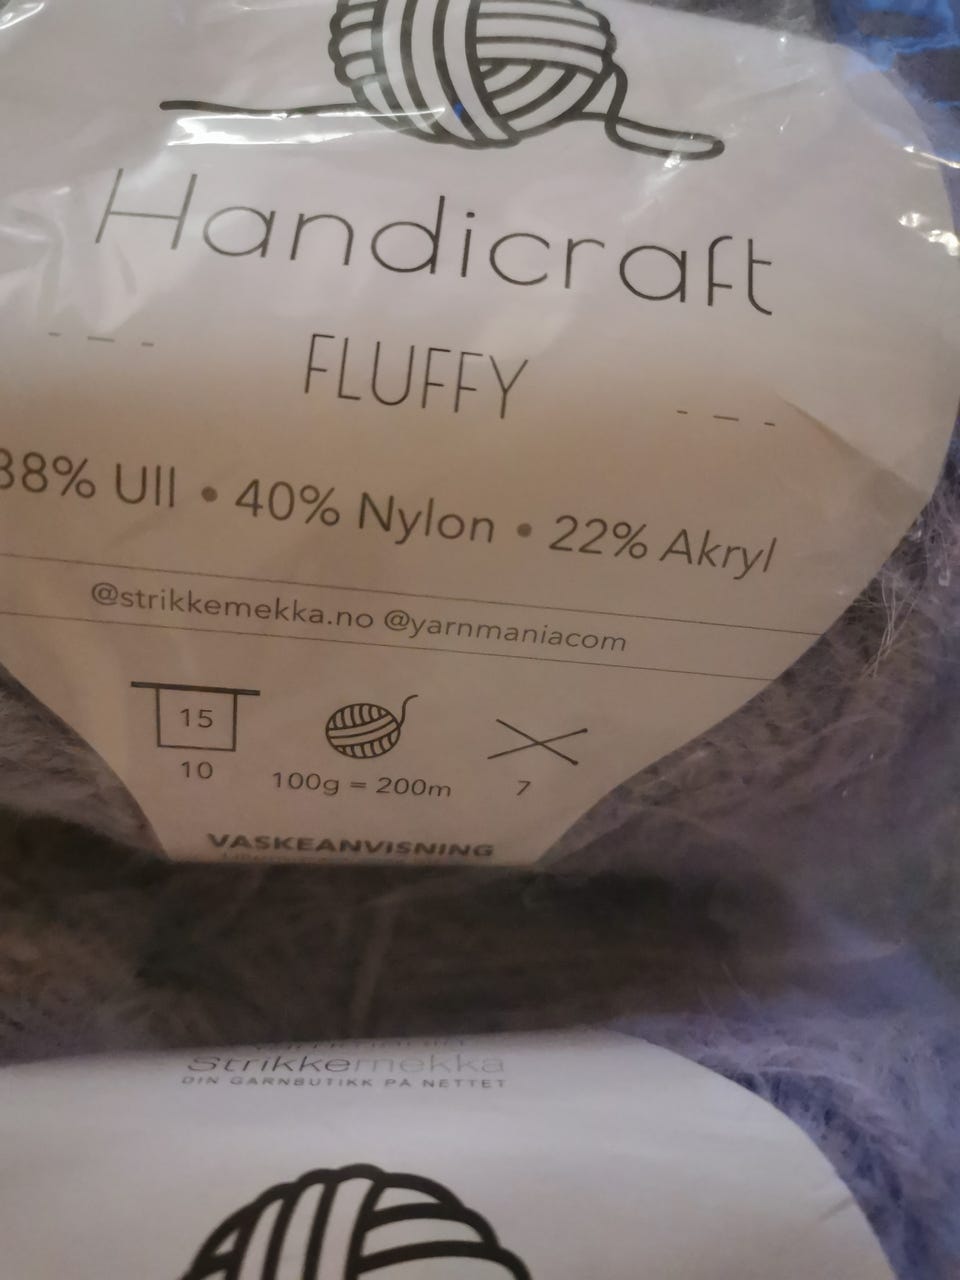 Handicraft
FLUFFY
38% Ull • 40% Nylon • 22% Akryl
@strikkemekka.no @yarnmaniacom
15
10
100g = 200m
7
VASKEANVISNING
Strikkemekka
DIN GARNBUTIKK PÅ NETTET